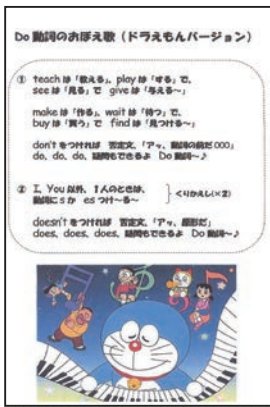 Do 動詞のおぼえ歌（ドラえもんバージョン）
① teach は「教える」、play は「する」で、
see は「見る」で give は「与える～」
make は「作る」、wait は「待つ」で、
buy は「買う」で find は「見つける～」
don't をつければ 否定文、「アッ、動詞の前だ○○○」
do、do、do、疑問もできるよ Do 動詞～♪
② I、You 以外、1人のときは、
動詞に s か es つけ～る～
くりかえし(×2)
doesn't をつければ 否定文、「アッ、原形だ」
does、does、does、疑問もできるよ Do 動詞～♪